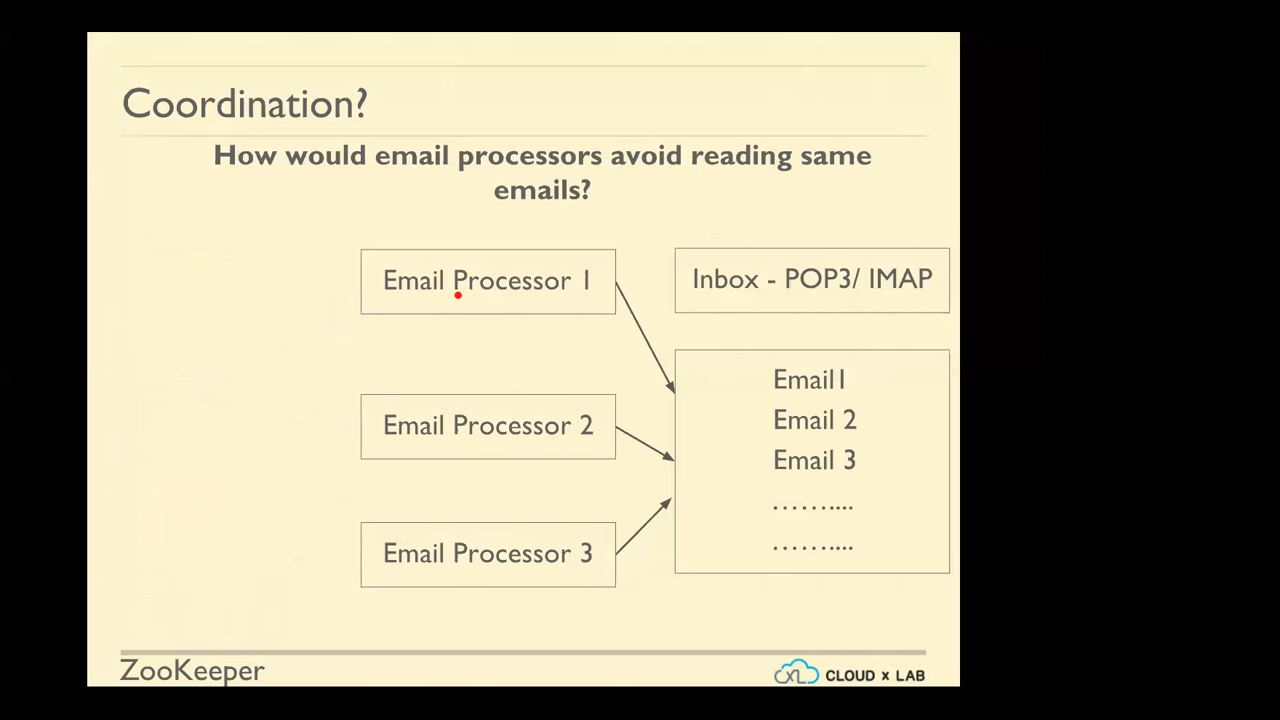 Coordination?
How would email processors avoid reading same
emails?
Email Processor 1
Inbox - POP3/ IMAP
Email1
Email 2
Email Processor 2
Email 3
……....
……....
Email Processor 3
ZooKeeper
CXL CLOUD x LAB